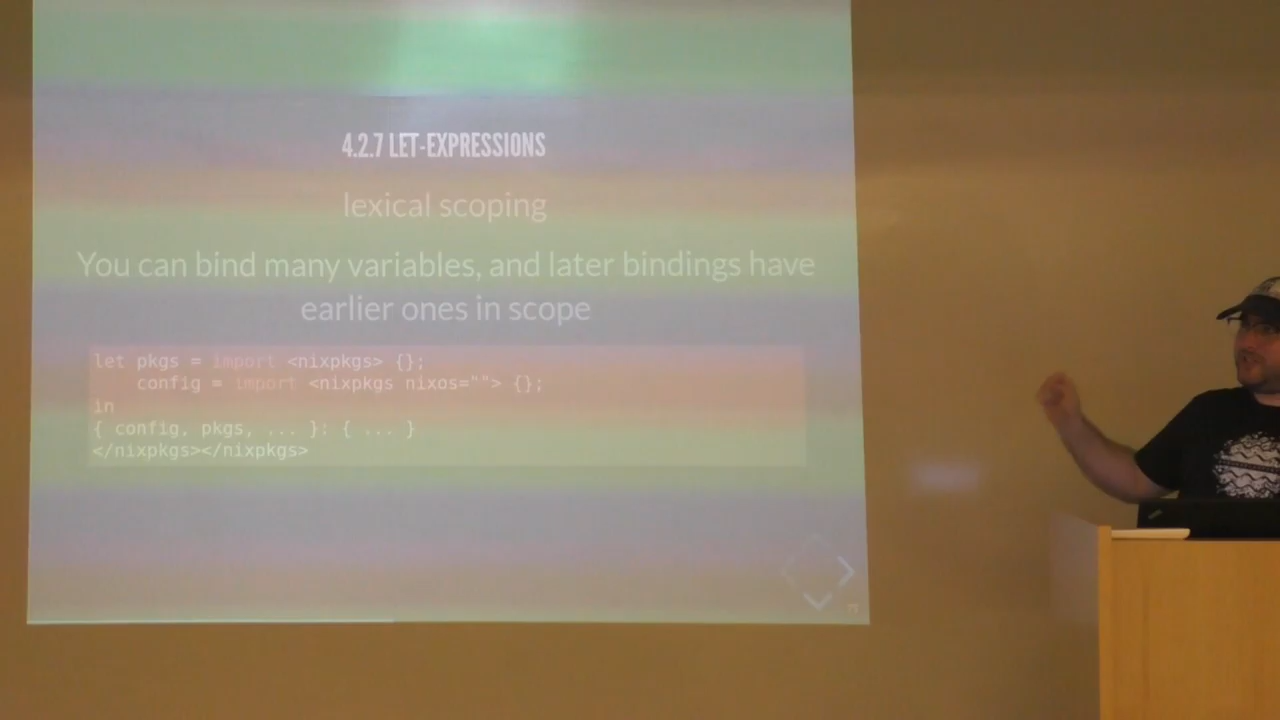 4.2.7 LET-EXPRESSIONS
lexical scoping
You can bind many variables, and later bindings have
earlier ones in scope
let pkgs = import <nixpkgs> {};
    config = import <nixpkgs nixos=""> {};
in
{ config, pkgs, ... }: { ... }
</nixpkgs></nixpkgs>